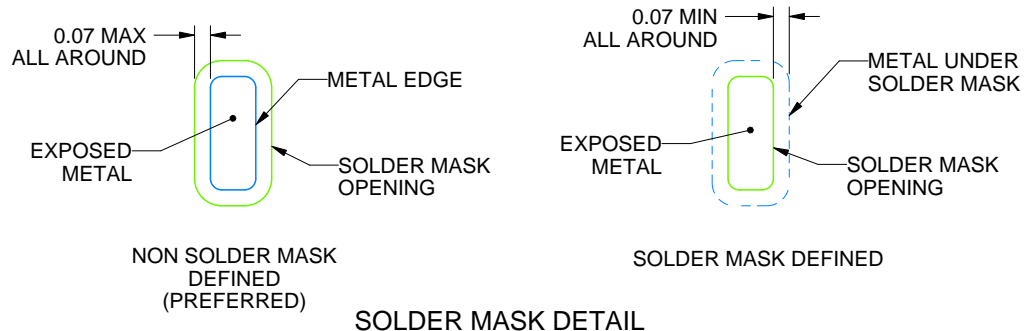 0.07 MAX
ALL AROUND
METAL EDGE
EXPOSED
METAL
SOLDER MASK
OPENING
NON SOLDER MASK
DEFINED
(PREFERRED)
0.07 MIN
ALL AROUND
METAL UNDER
SOLDER MASK
EXPOSED
METAL
SOLDER MASK
OPENING
SOLDER MASK DEFINED
SOLDER MASK DETAIL